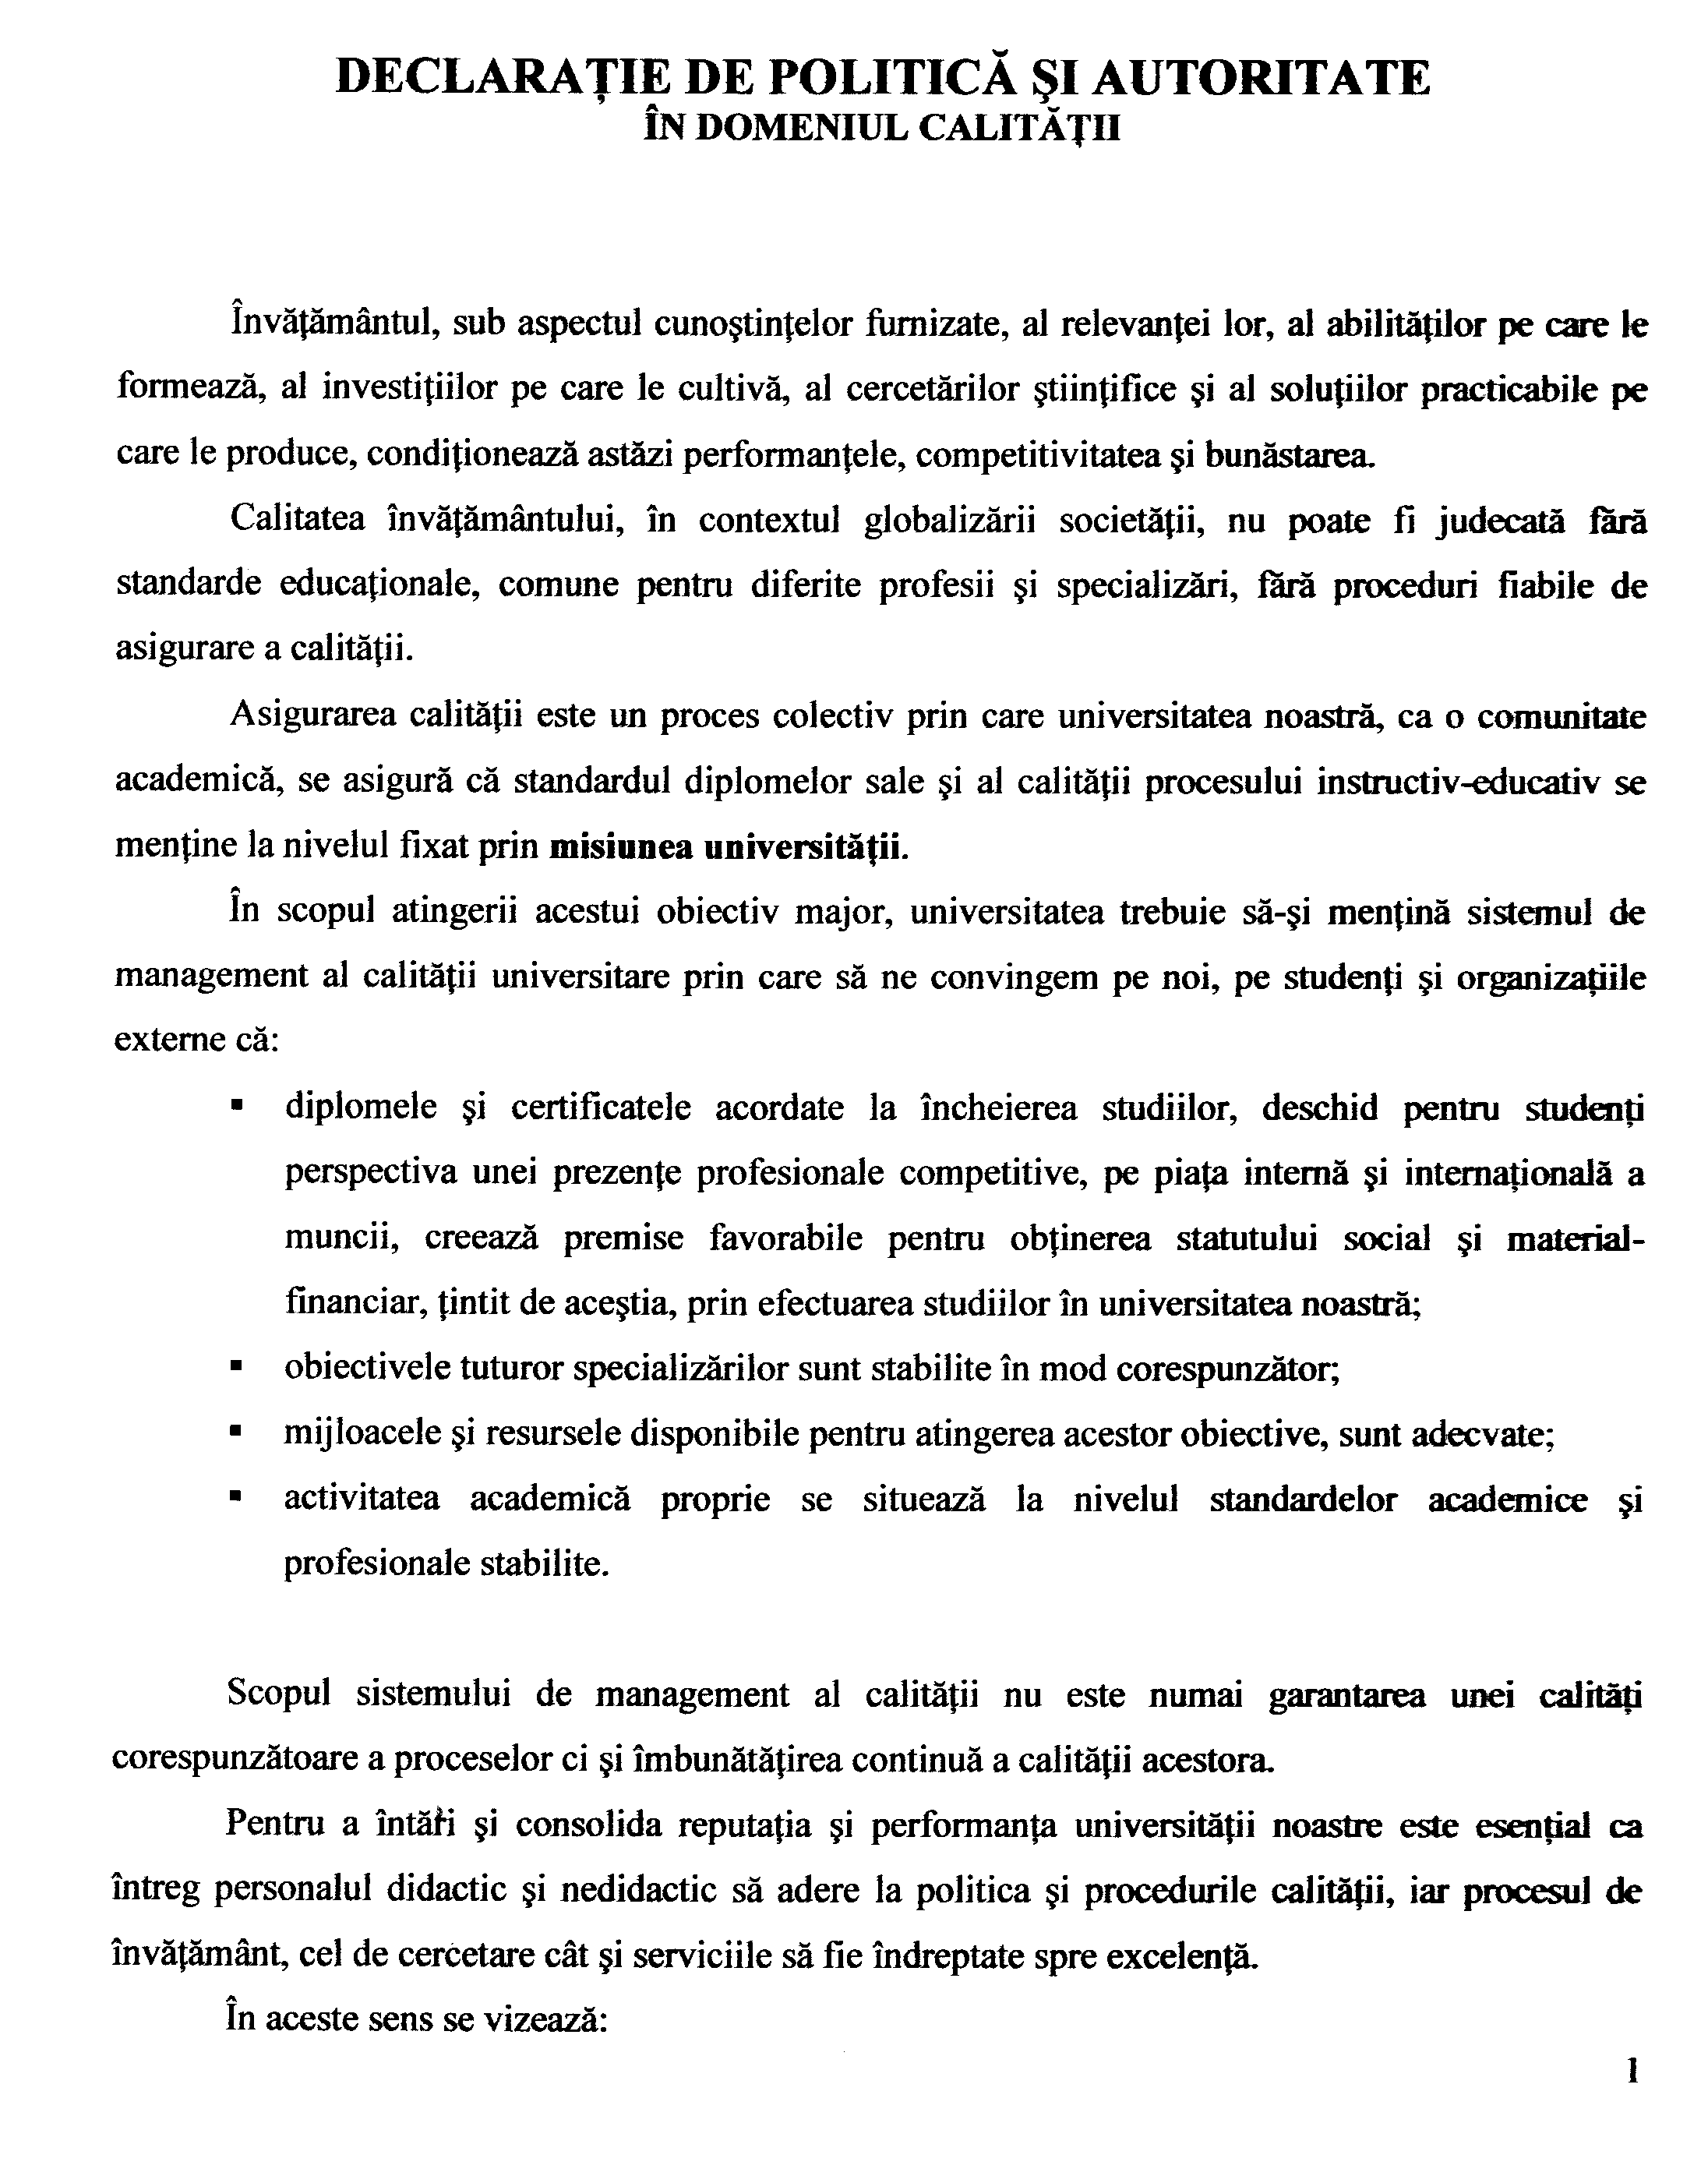 DECLARAŢIE DE POLITICĂ ŞI AUTORITATE
ÎN DOMENIUL CALITĂŢII
Învăţământul, sub aspectul cunoştinţelor furnizate, al relevanţei lor, al abilităţilor pe care le
formează, al investiţiilor pe care le cultivă, al cercetărilor ştiinţifice şi al soluţiilor practicabile pe
care le produce, condiţionează astăzi performanţele, competitivitatea şi bunăstarea.
Calitatea învăţământului, în contextul globalizării societăţii, nu poate fi judecată fără
standarde educaţionale, comune pentru diferite profesii şi specializări, fără proceduri fiabile de
asigurare a calităţii.
Asigurarea calităţii este un proces colectiv prin care universitatea noastră, ca o comunitate
academică, se asigură că standardul diplomelor sale şi al calităţii procesului instructiv-educativ se
menţine la nivelul fixat prin misiunea universităţii.
În scopul atingerii acestui obiectiv major, universitatea trebuie să-şi menţină sistemul de
management al calităţii universitare prin care să ne convingem pe noi, pe studenţi şi organizaţiile
externe că:
▪ diplomele şi certificatele acordate la încheierea studiilor, deschid pentru studenţi
perspectiva unei prezenţe profesionale competitive, pe piaţa internă şi internaţională a
muncii, creează premise favorabile pentru obţinerea statutului social şi material-
financiar, ţintit de aceştia, prin efectuarea studiilor în universitatea noastră;
▪ obiectivele tuturor specializărilor sunt stabilite în mod corespunzător;
▪ mijloacele şi resursele disponibile pentru atingerea acestor obiective, sunt adecvate;
▪ activitatea academică proprie se situează la nivelul standardelor academice şi
profesionale stabilite.
Scopul sistemului de management al calităţii nu este numai garantarea unei calităţi
corespunzătoare a proceselor ci şi îmbunătăţirea continuă a calităţii acestora.
Pentru a întări şi consolida reputaţia şi performanţa universităţii noastre este esenţial ca
întreg personalul didactic şi nedidactic să adere la politica şi procedurile calităţii, iar procesul de
învăţământ, cel de cercetare cât şi serviciile să fie îndreptate spre excelenţă.
În aceste sens se vizează:
1